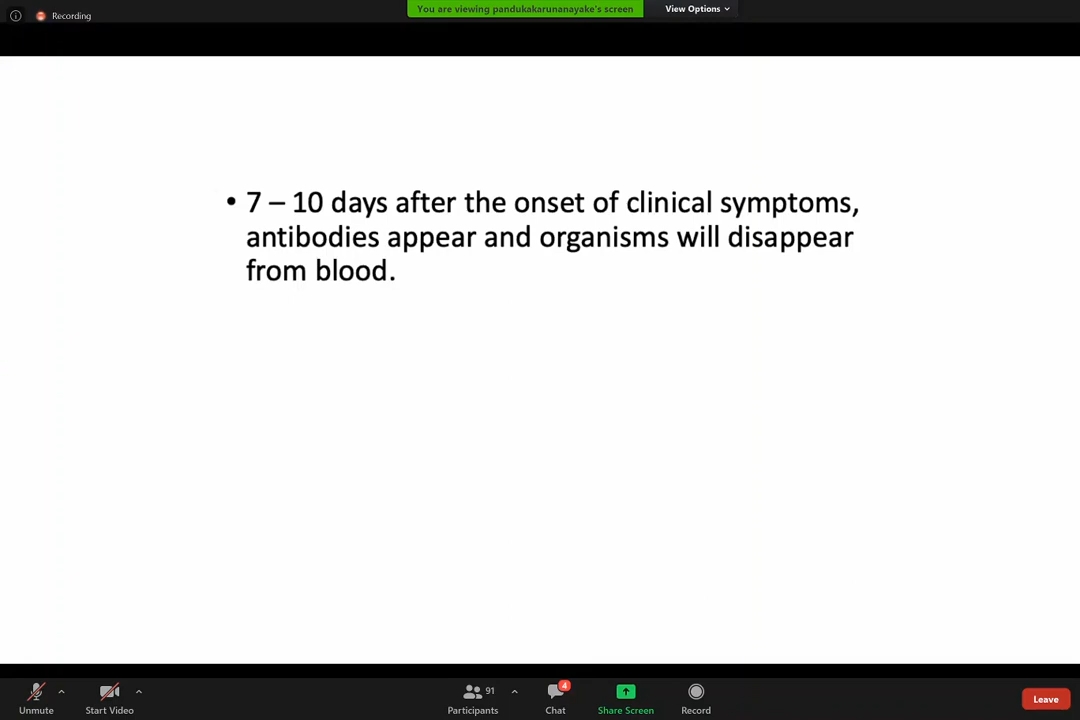 Recording
You are viewing pandukakarunanayake's screen
View Options
• 7 – 10 days after the onset of clinical symptoms,
antibodies appear and organisms will disappear
from blood.
Unmute
Start Video
91
Participants
4
Chat
Share Screen
Record
Leave